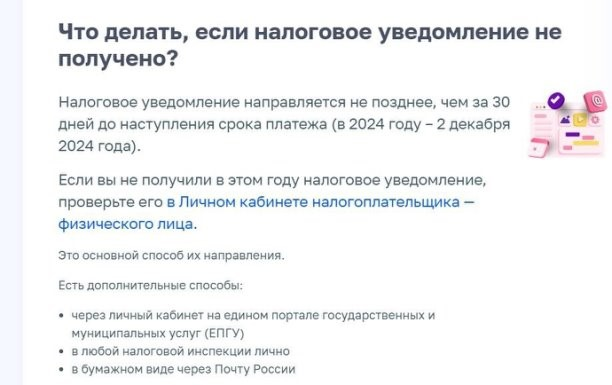 Что делать, если налоговое уведомление не
получено?
Налоговое уведомление направляется не позднее, чем за 30
дней до наступления срока платежа (в 2024 году – 2 декабря
2024 года).
Если вы не получили в этом году налоговое уведомление,
проверьте его в Личном кабинете налогоплательщика —
физического лица.
Это основной способ их направления.
Есть дополнительные способы:
• через личный кабинет на едином портале государственных и
муниципальных услуг (ЕПГУ)
• в любой налоговой инспекции лично
• в бумажном виде через Почту России